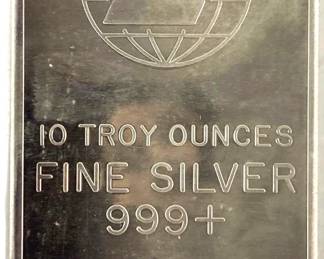 10 TROY OUNCES
FINE SILVER
999+